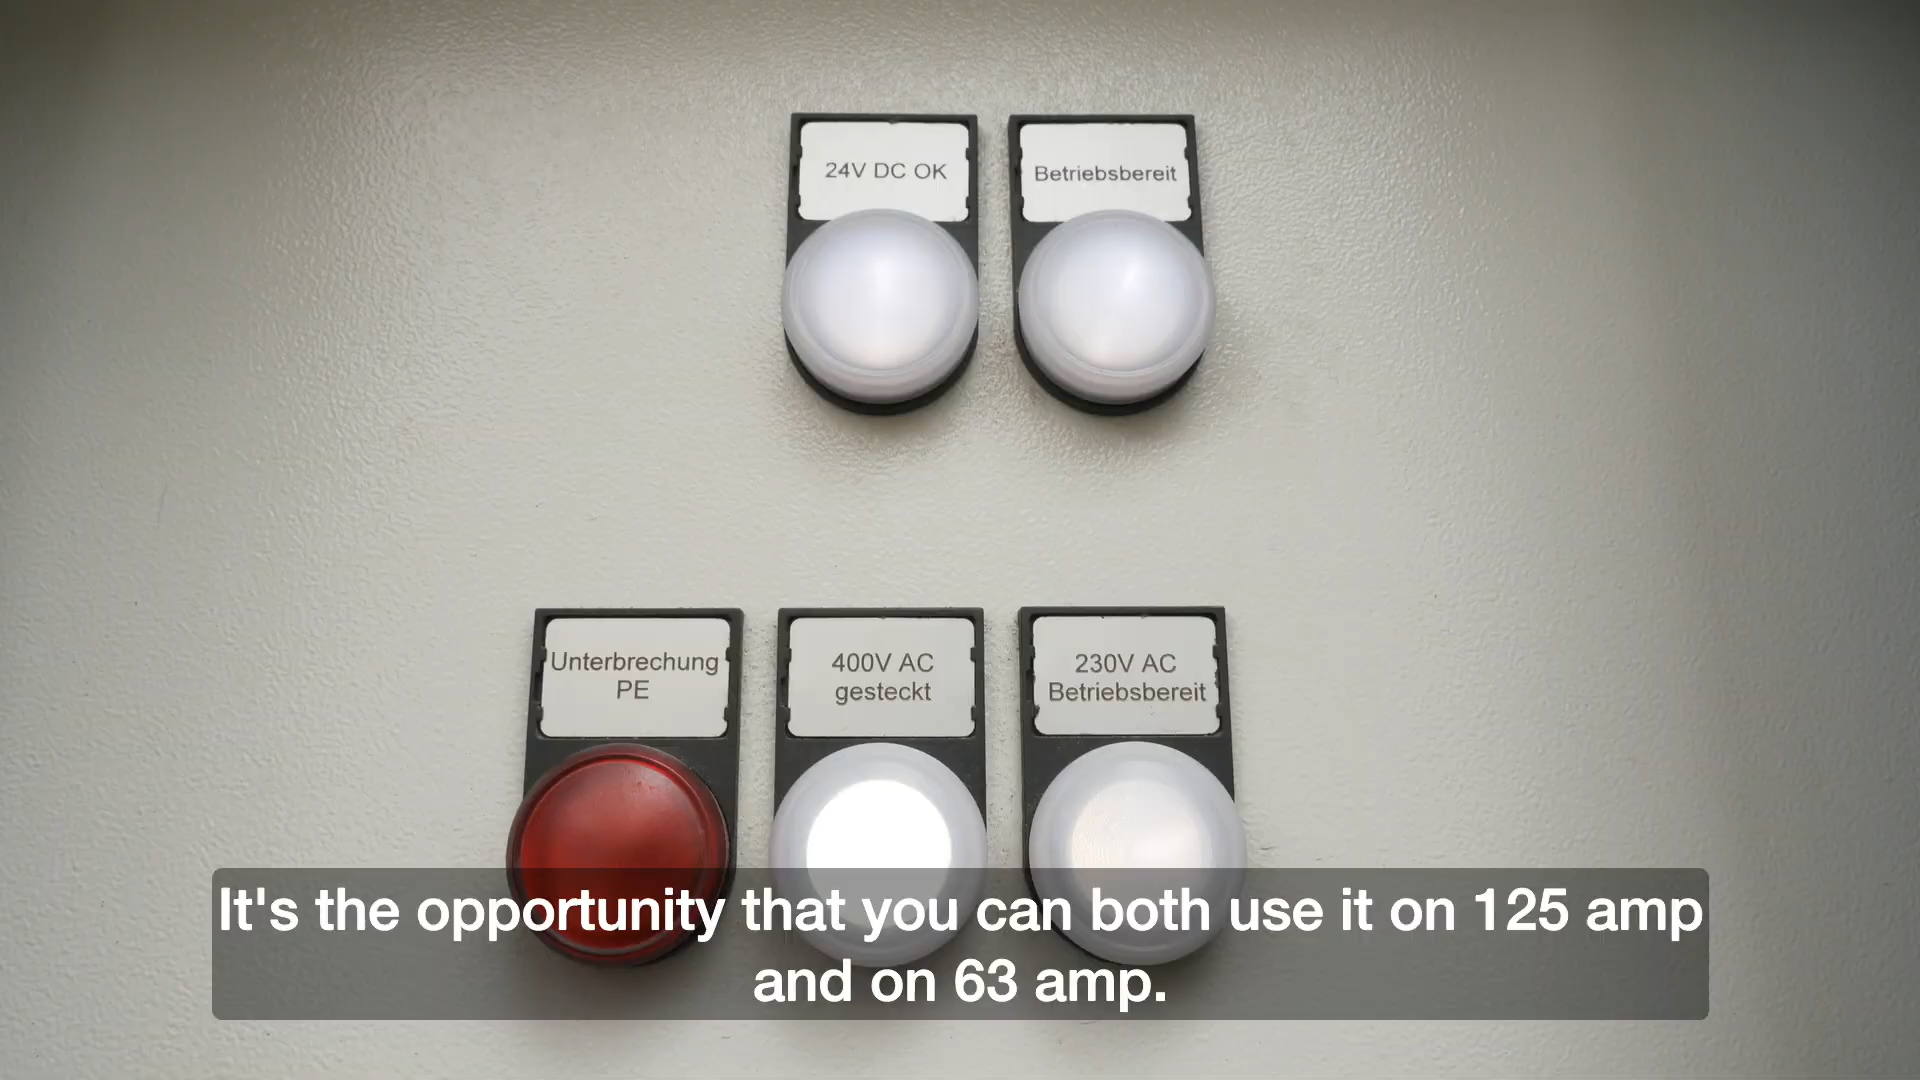 24V DC OK
Betriebsbereit
Unterbrechung
PE
400V AC
gesteckt
230V AC
Betriebsbereit
It's the opportunity that you can both use it on 125 amp
and on 63 amp.